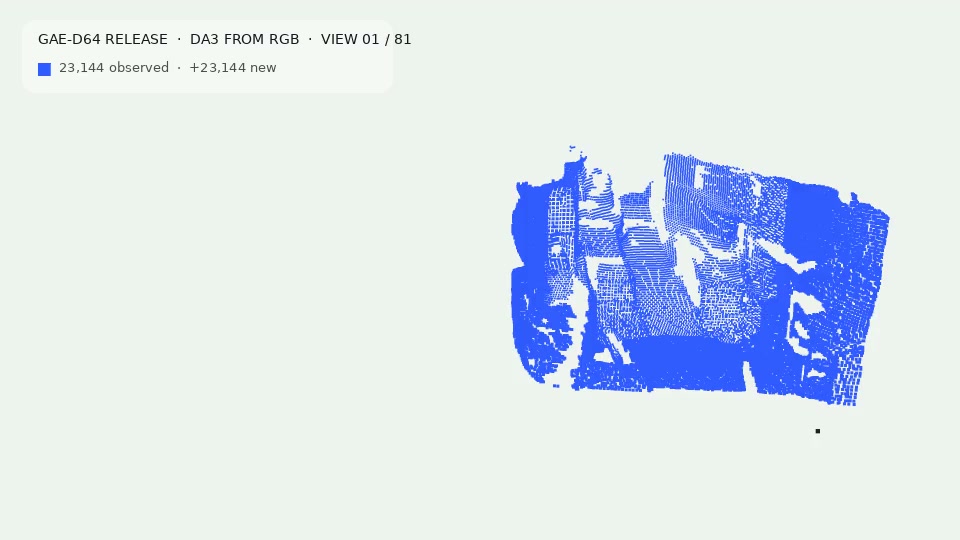 GAE-D64 RELEASE · DA3 FROM RGB · VIEW 01 / 81
23,144 observed · +23,144 new